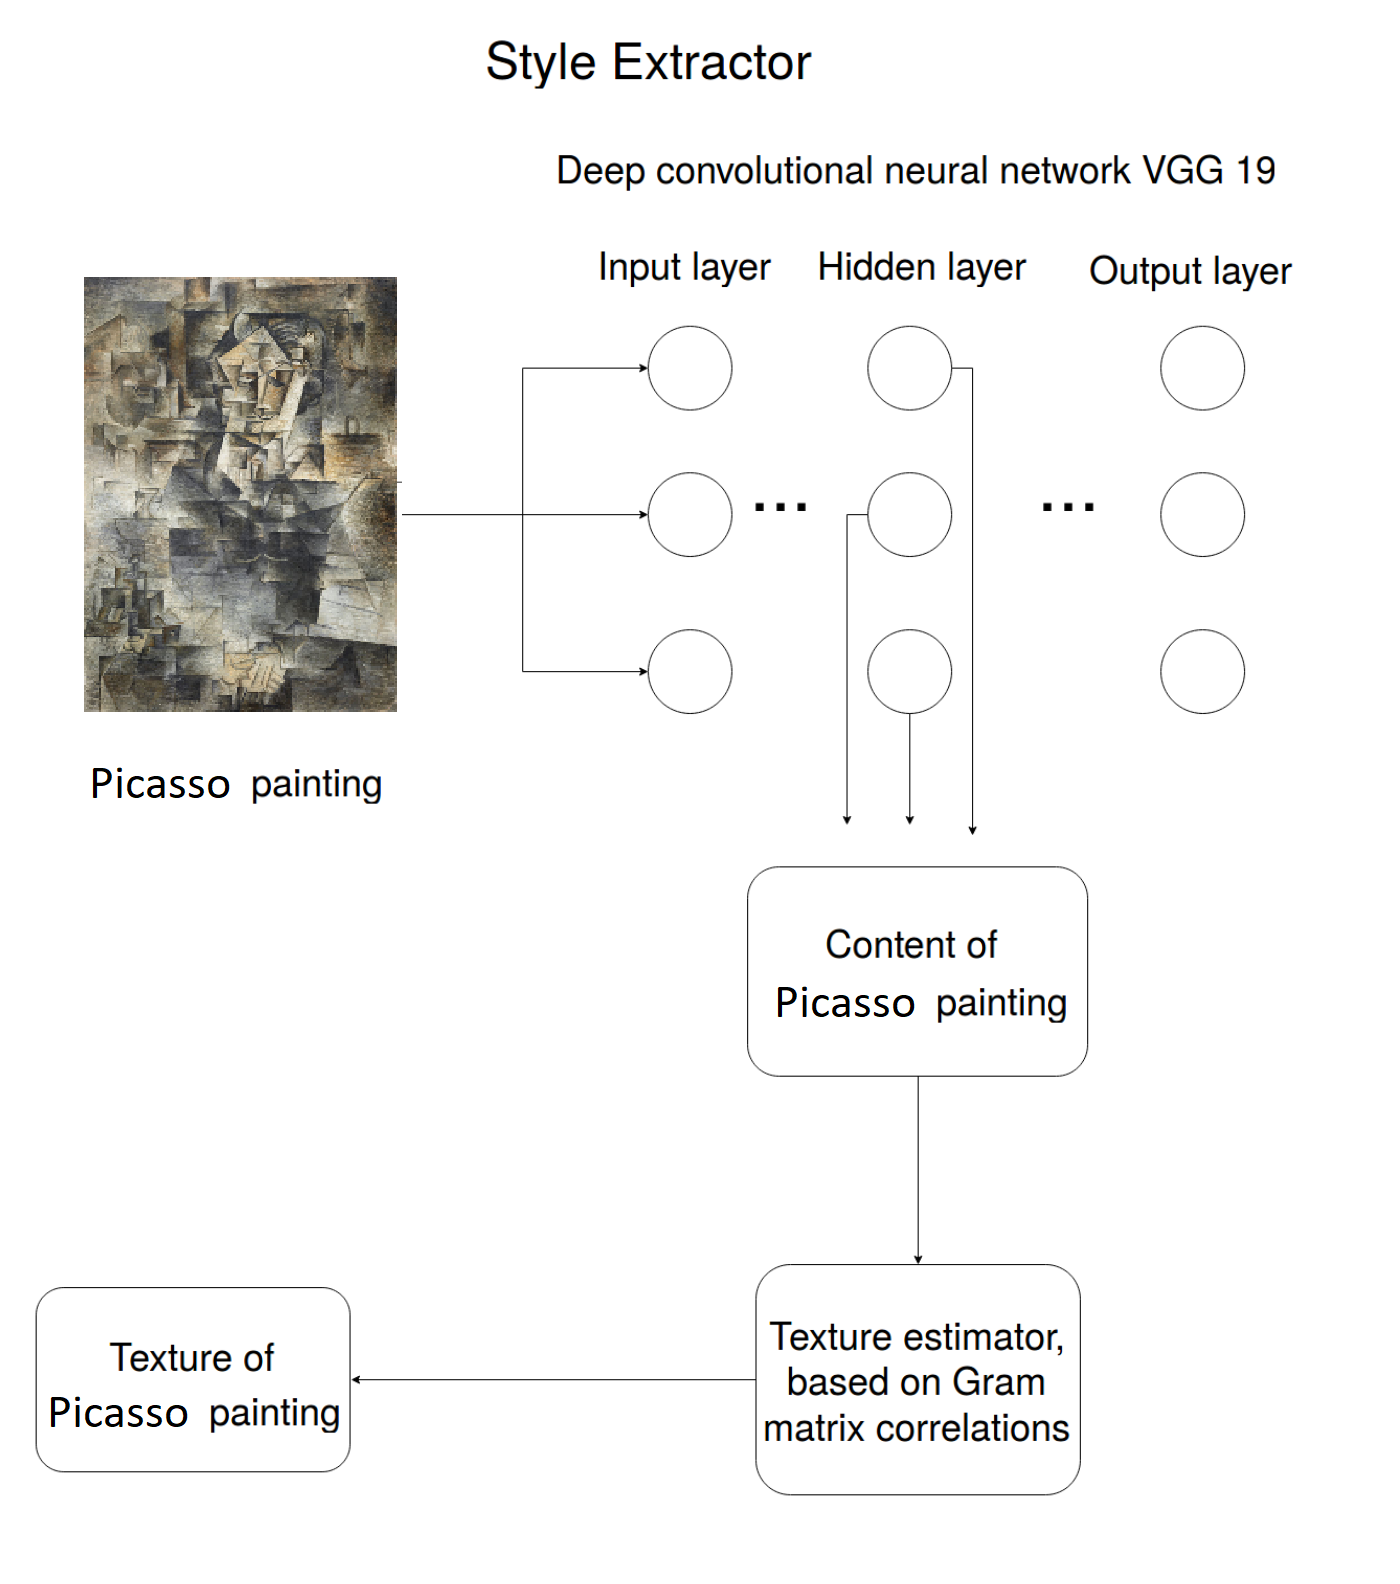 Style Extractor
Deep convolutional neural network VGG 19
Input layer
Hidden layer
Output layer
...
...
Picasso painting
Content of
Picasso painting
Texture estimator,
based on Gram
matrix correlations
Texture of
Picasso painting